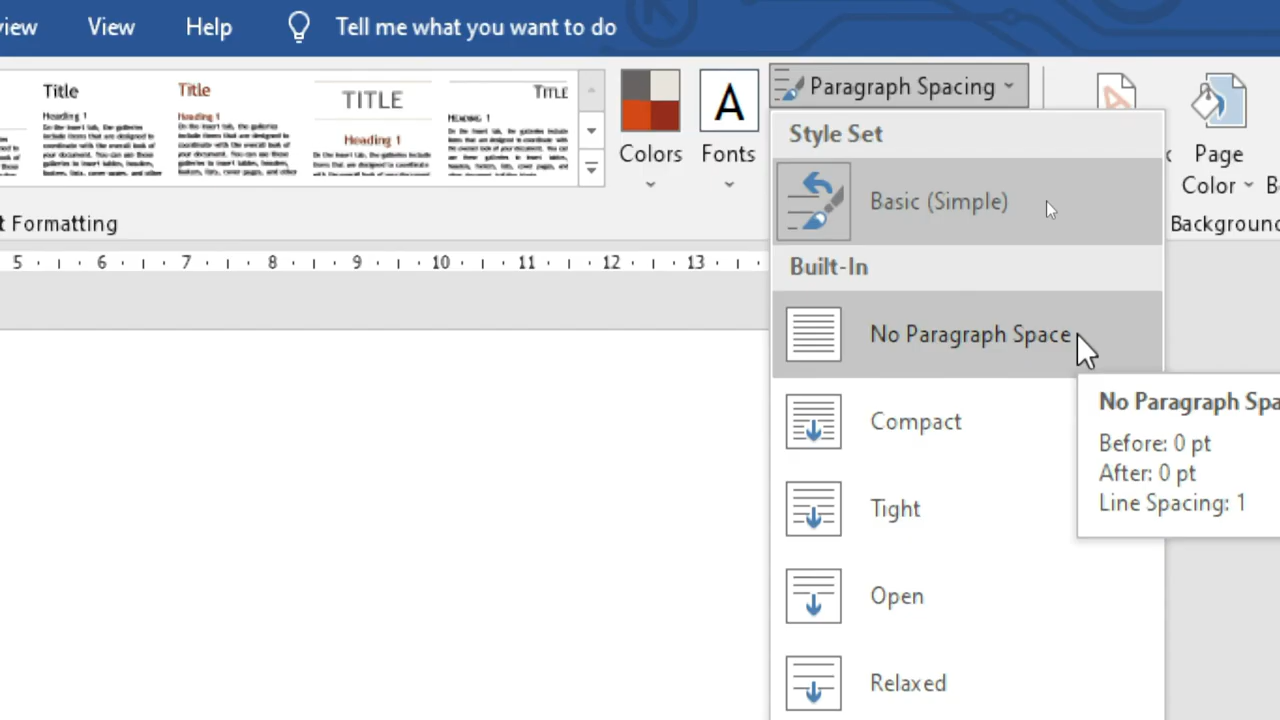 view View Help Tell me what you want to do
Title Title TITLE TITLE
Heading 1 Heading 1 Heading 1 HEADING 1
Colors Fonts
Paragraph Spacing
Page
Color
t Formatting
Background
5 6 7 8 9 10 11 12 13
Style Set
Basic (Simple)
Built-In
No Paragraph Space
Compact
Tight
Open
Relaxed
No Paragraph Spa
Before: 0 pt
After: 0 pt
Line Spacing: 1